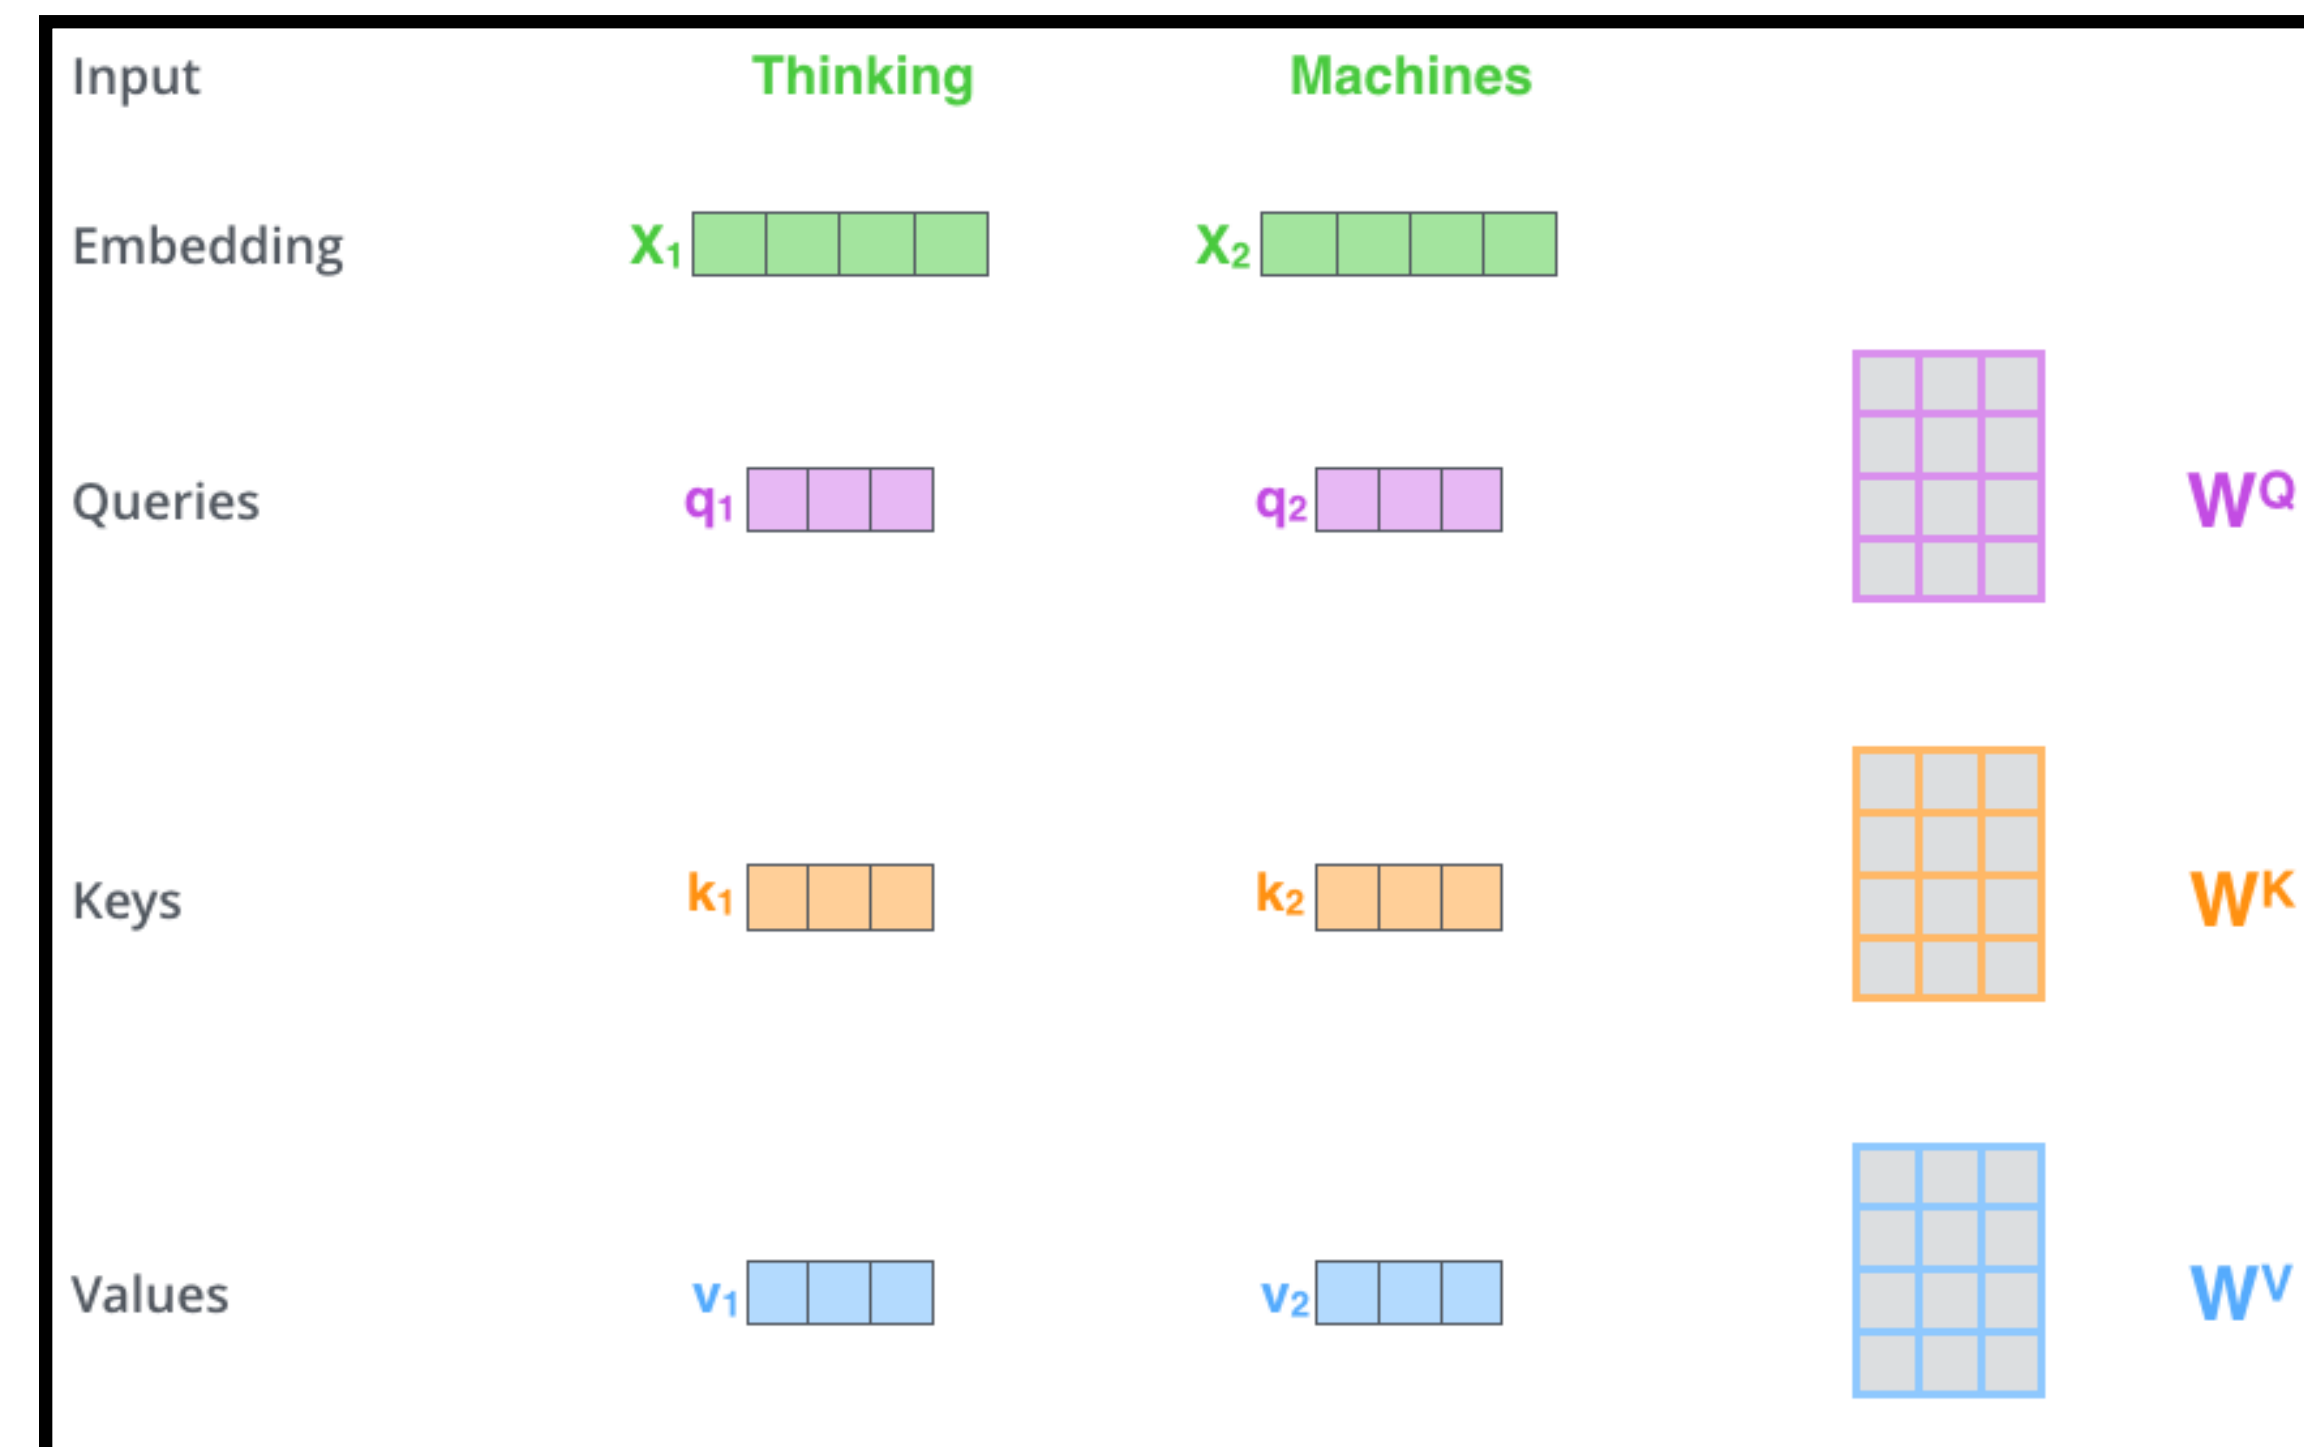 Input Thinking Machines
Embedding X1 X2
Queries q1 q2 WQ
Keys k1 k2 WK
Values v1 v2 WV